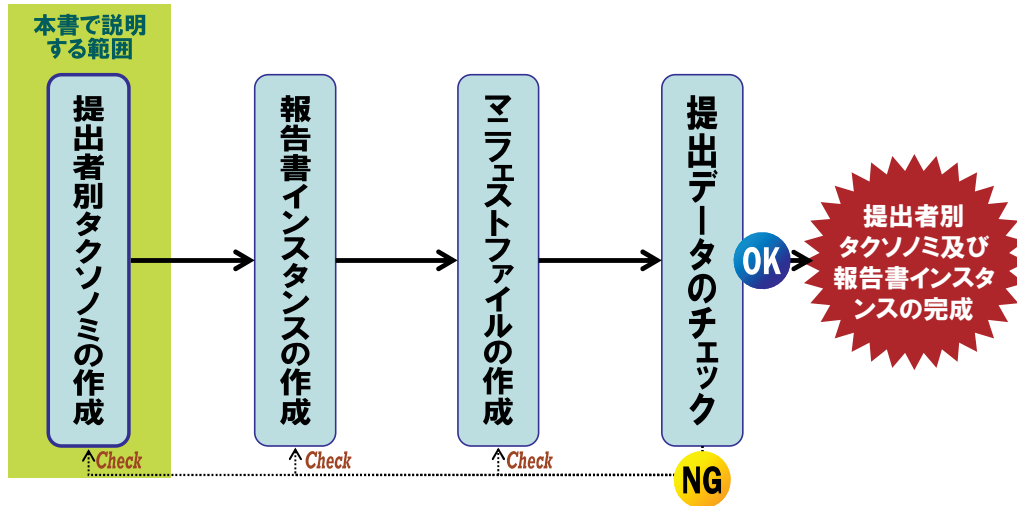 本書で説明
する範囲
提出者別タクソノミの作成
報告書インスタンスの作成
マニフェストファイルの作成
提出データのチェック
OK
提出者別
タクソノミ及び
報告書インスタ
ンスの完成
Check
Check
Check
NG